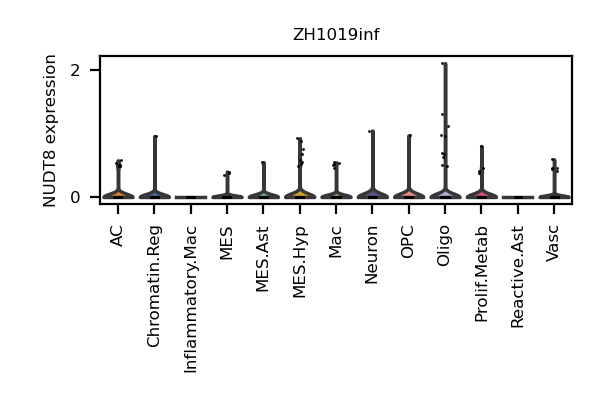 ZH1019inf
NUDT8 expression
2
0
AC
Chromatin.Reg
Inflammatory.Mac
MES
MES.Ast
MES.Hyp
Mac
Neuron
OPC
Oligo
Prolif.Metab
Reactive.Ast
Vasc